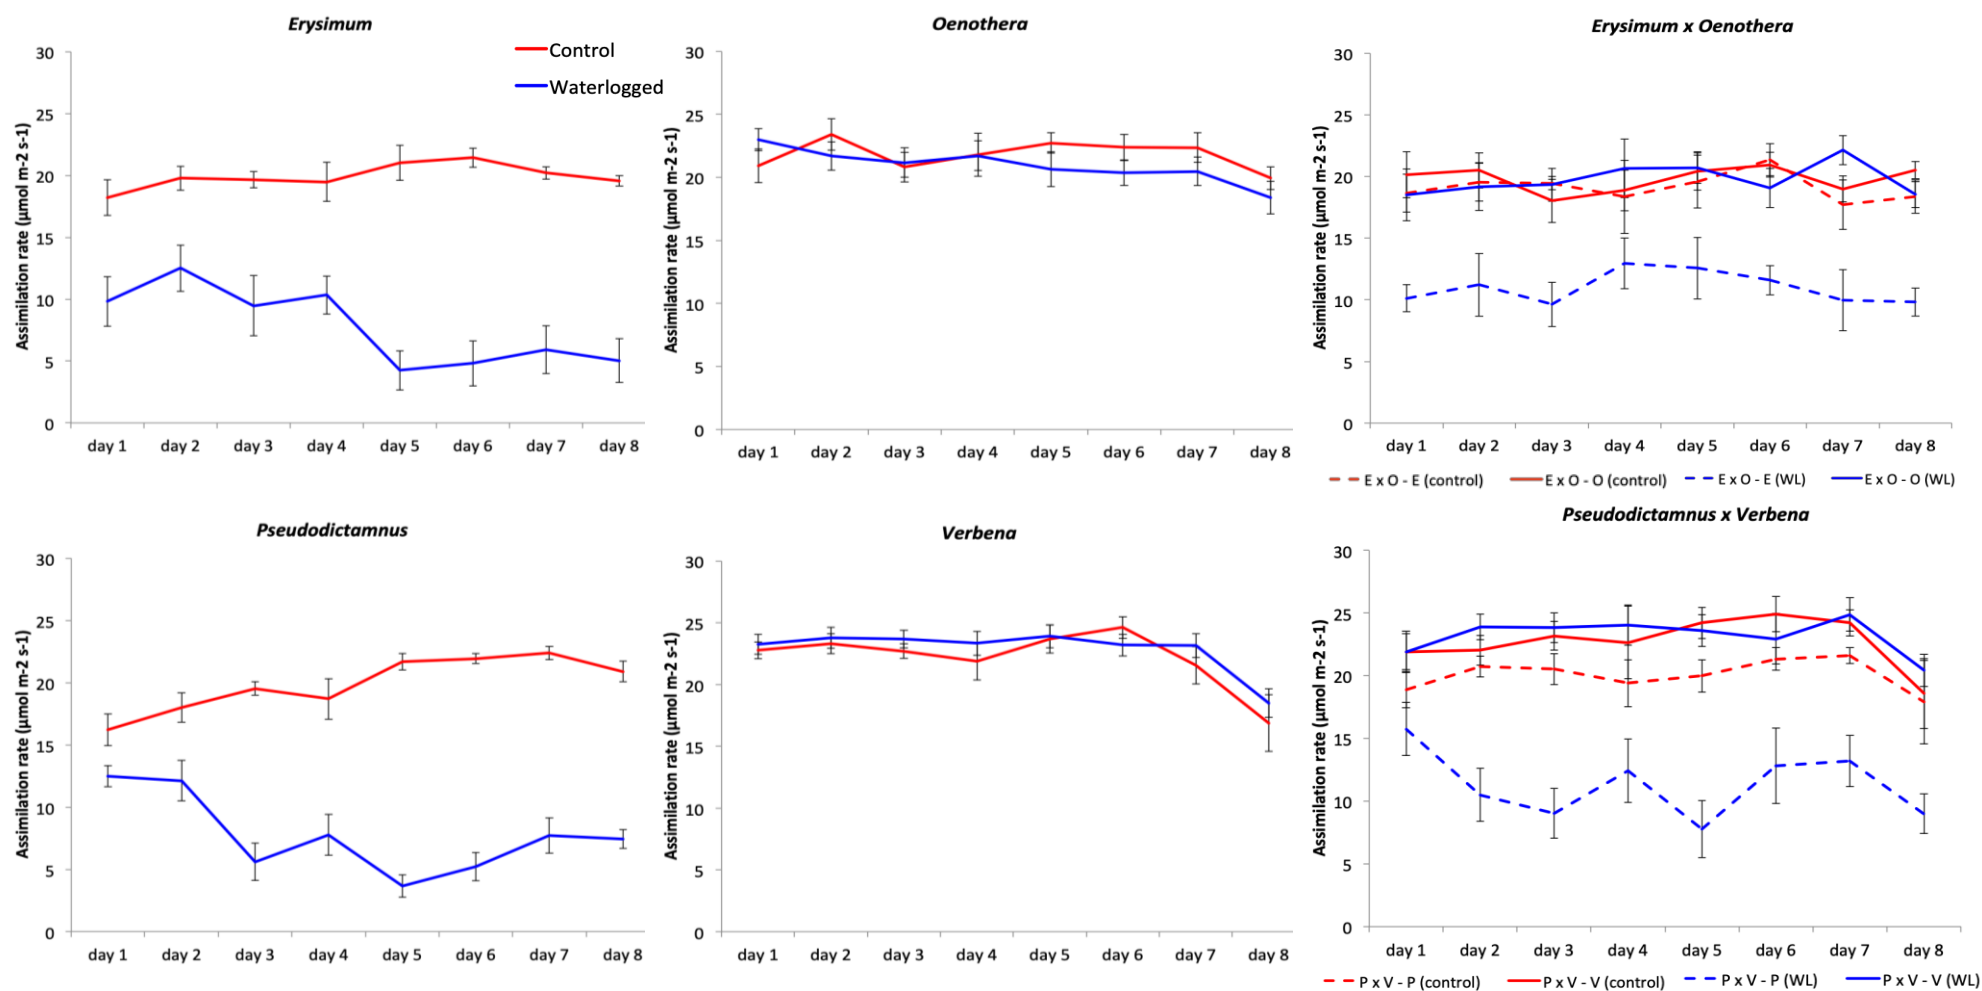 Erysimum
Control
Waterlogged
Assimilation rate (µmol m-2 s-1)
30
25
20
15
10
5
0
day 1 day 2 day 3 day 4 day 5 day 6 day 7 day 8
Oenothera
Assimilation rate (µmol m-2 s-1)
30
25
20
15
10
5
0
day 1 day 2 day 3 day 4 day 5 day 6 day 7 day 8
Erysimum x Oenothera
Assimilation rate (µmol m-2 s-1)
30
25
20
15
10
5
0
day 1 day 2 day 3 day 4 day 5 day 6 day 7 day 8
E x O - E (control) E x O - O (control) E x O - E (WL) E x O - O (WL)
Pseudodictamnus
Assimilation rate (µmol m-2 s-1)
30
25
20
15
10
5
0
day 1 day 2 day 3 day 4 day 5 day 6 day 7 day 8
Verbena
Assimilation rate (µmol m-2 s-1)
30
25
20
15
10
5
0
day 1 day 2 day 3 day 4 day 5 day 6 day 7 day 8
Pseudodictamnus x Verbena
Assimilation rate (µmol m-2 s-1)
30
25
20
15
10
5
0
day 1 day 2 day 3 day 4 day 5 day 6 day 7 day 8
P x V - P (control) P x V - V (control) P x V - P (WL) P x V - V (WL)